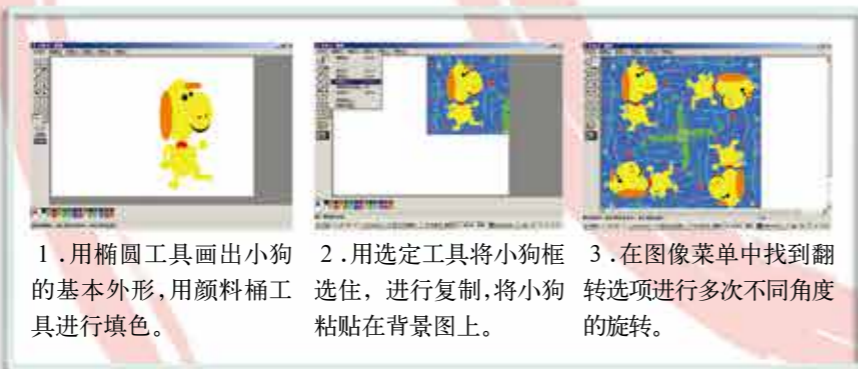 1.用椭圆工具画出小狗
的基本外形,用颜料桶工
具进行填色。
2.用选定工具将小狗框
选住，进行复制,将小狗
粘贴在背景图上。
3.在图像菜单中找到翻
转选项进行多次不同角度
的旋转。